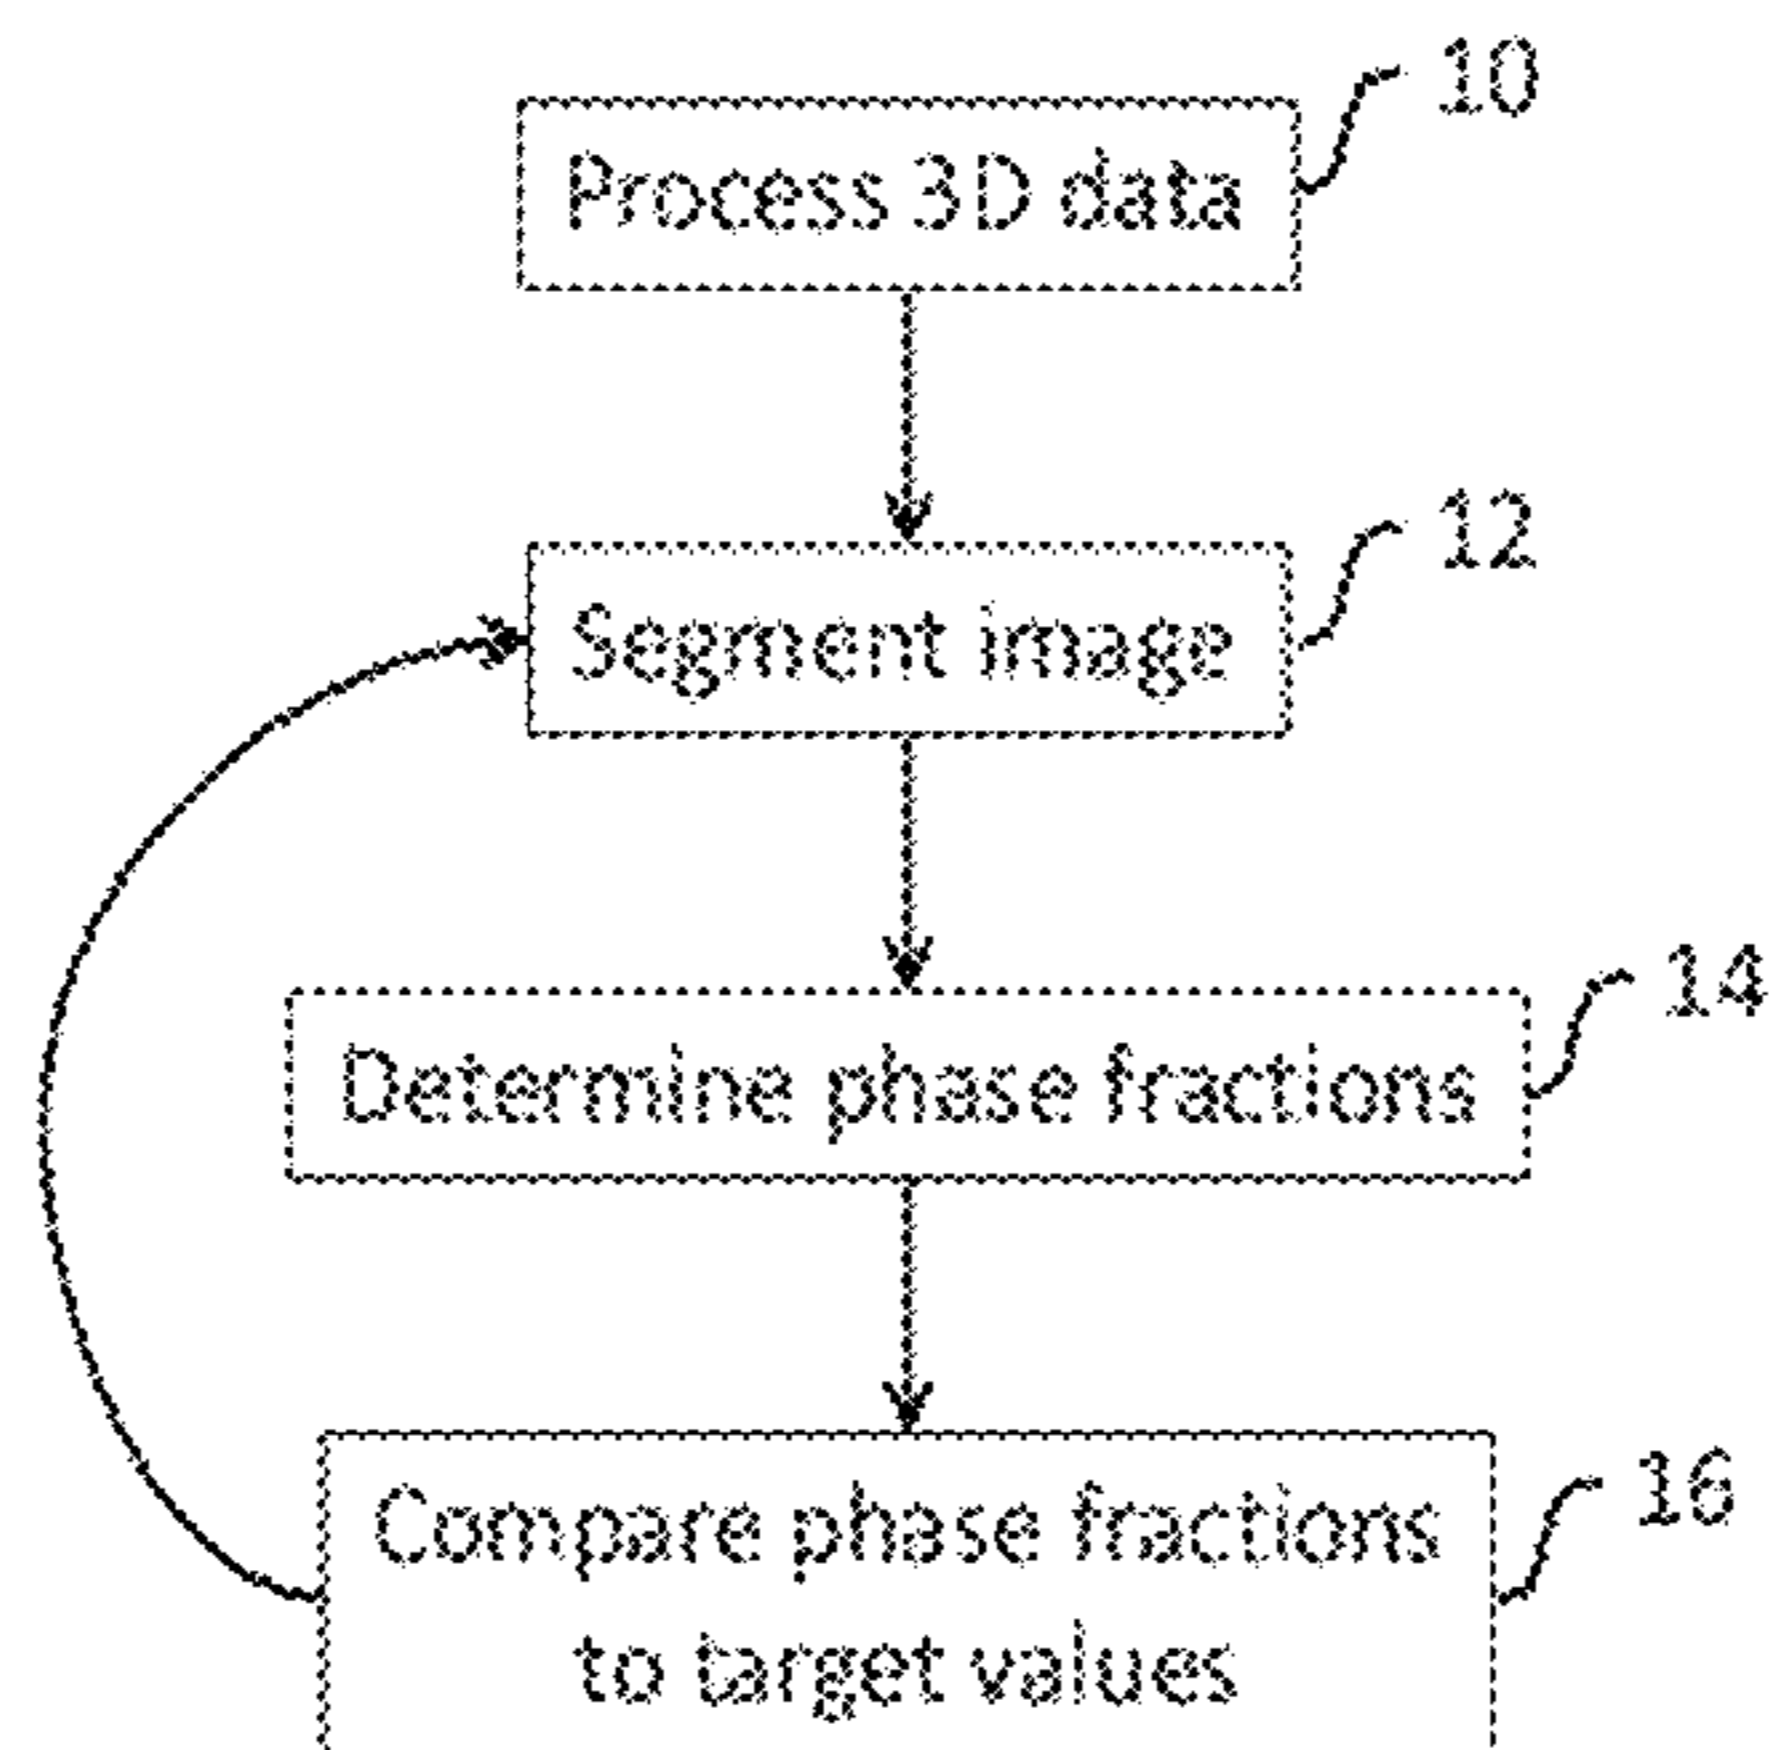 10
Process 3D data
12
Segment image
14
Determine phase fractions
16
Compare phase fractions
to target values